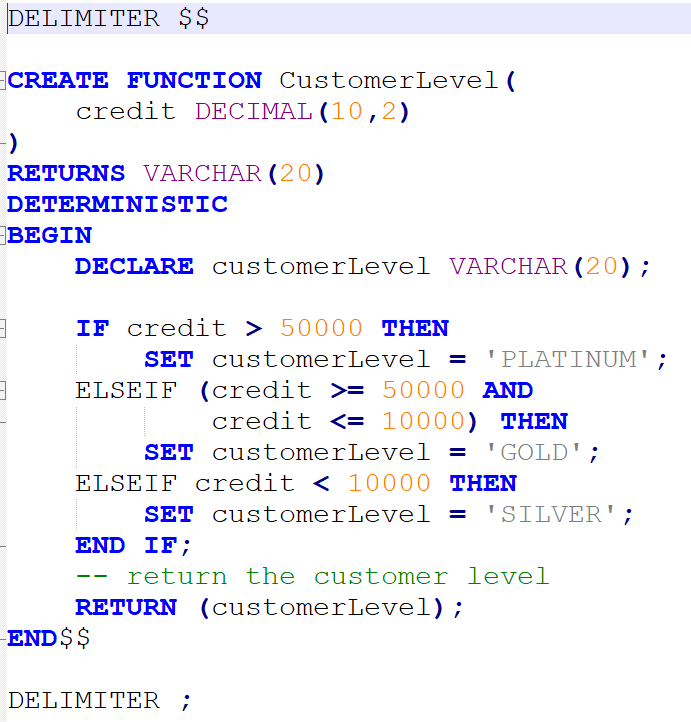 DELIMITER $$
CREATE FUNCTION CustomerLevel(
credit DECIMAL(10,2)
)
RETURNS VARCHAR(20)
DETERMINISTIC
BEGIN
DECLARE customerLevel VARCHAR(20);
IF credit > 50000 THEN
SET customerLevel = 'PLATINUM';
ELSEIF (credit >= 50000 AND
credit <= 10000) THEN
SET customerLevel = 'GOLD';
ELSEIF credit < 10000 THEN
SET customerLevel = 'SILVER';
END IF;
-- return the customer level
RETURN (customerLevel);
END$$
DELIMITER ;